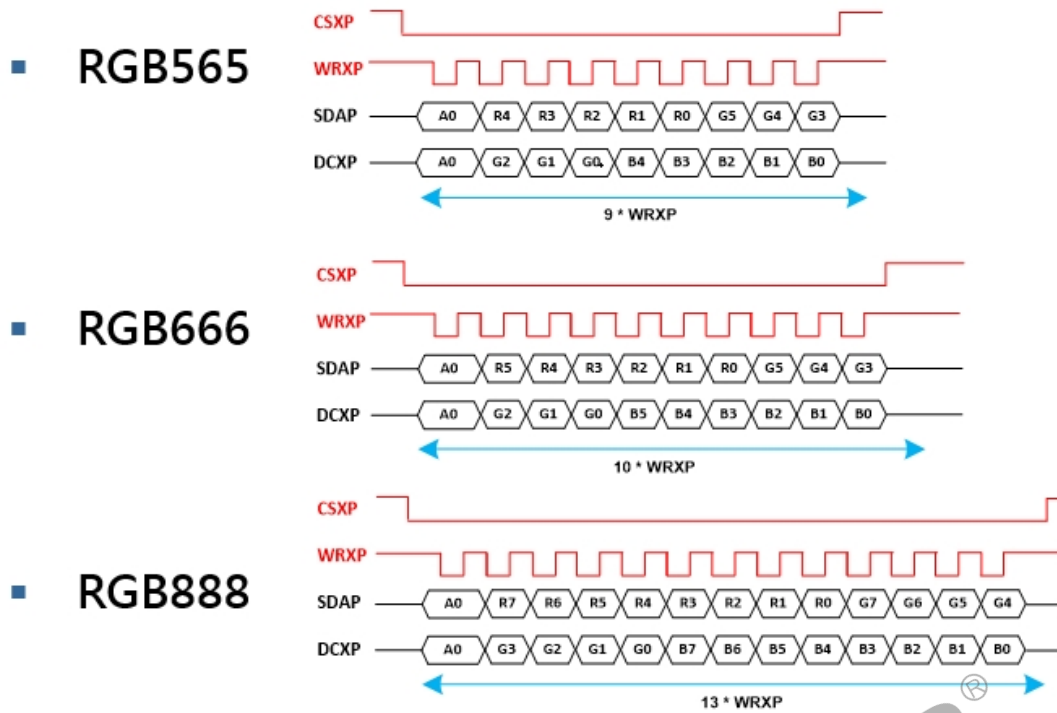 CSXP
RGB565
WRXP
SDAP A0 R4 R3 R2 R1 R0 G5 G4 G3
DCXP A0 G2 G1 G0 B4 B3 B2 B1 B0
9 * WRXP
CSXP
RGB666
WRXP
SDAP A0 R5 R4 R3 R2 R1 R0 G5 G4 G3
DCXP A0 G2 G1 G0 B5 B4 B3 B2 B1 B0
10 * WRXP
CSXP
WRXP
RGB888
SDAP A0 R7 R6 R5 R4 R3 R2 R1 R0 G7 G6 G5 G4
DCXP A0 G3 G2 G1 G0 B7 B6 B5 B4 B3 B2 B1 B0
13 * WRXP
®